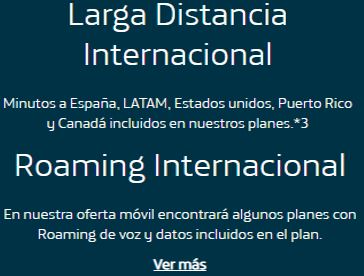 Larga Distancia
Internacional
Minutos a España, LATAM, Estados unidos, Puerto Rico
y Canadá incluidos en nuestros planes.*3
Roaming Internacional
En nuestra oferta móvil encontrará algunos planes con
Roaming de voz y datos incluidos en el plan.
Ver más